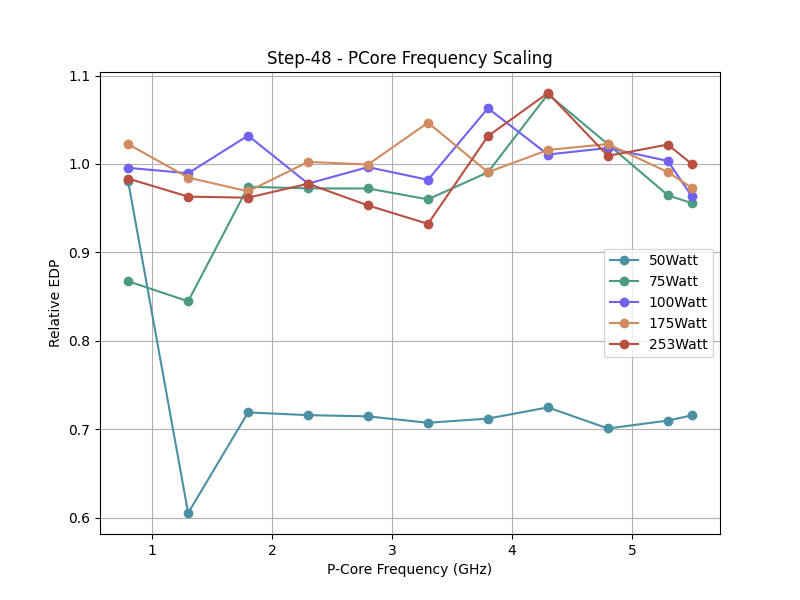 Step-48 - PCore Frequency Scaling
1.1
1.0
0.9
0.8
0.7
0.6
Relative EDP
50Watt
75Watt
100Watt
175Watt
253Watt
1 2 3 4 5
P-Core Frequency (GHz)